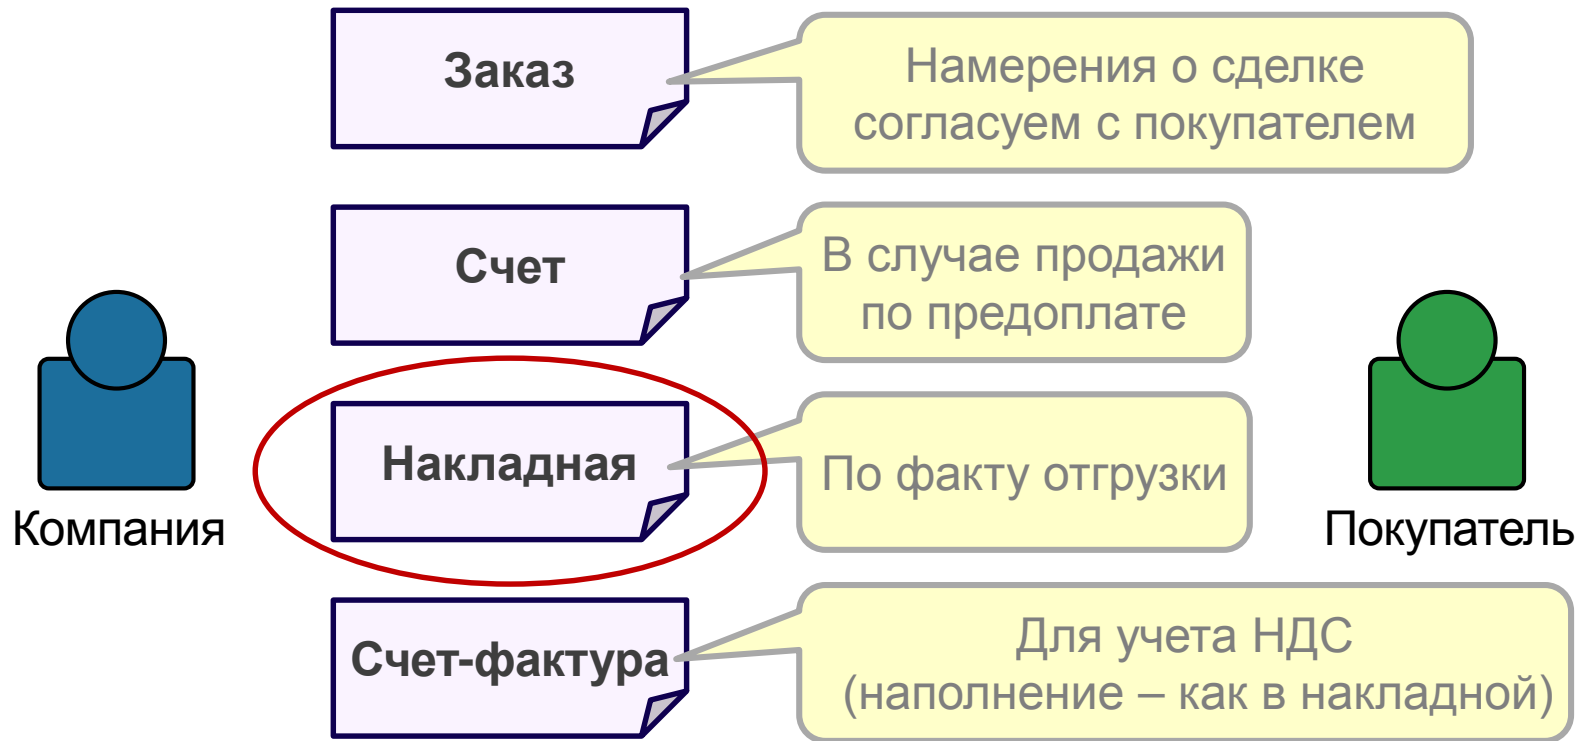 Заказ
Намерения о сделке
согласуем с покупателем
Счет
В случае продажи
по предоплате
Накладная
По факту отгрузки
Компания
Покупатель
Счет-фактура
Для учета НДС
(наполнение – как в накладной)